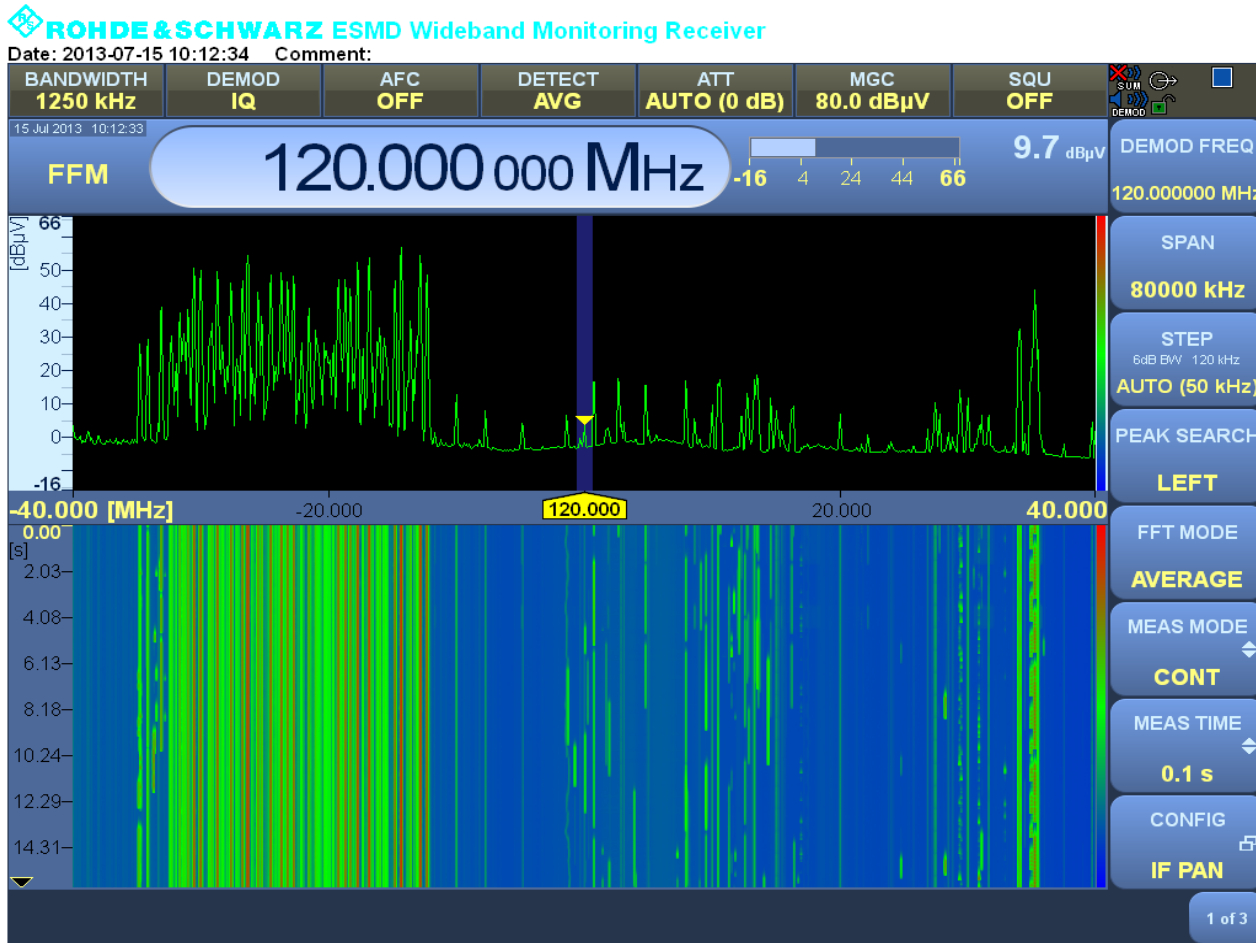 ROHDE & SCHWARZ ESMD Wideband Monitoring Receiver
Date: 2013-07-15 10:12:34 Comment:
BANDWIDTH DEMOD AFC DETECT ATT MGC SQU
1250 kHz IQ OFF AVG AUTO (0 dB) 80.0 dBµV OFF
SUM
DEMOD
15 Jul 2013 10:12:33
FFM
120.000 000 MHz
-16 4 24 44 66
9.7 dBµV
DEMOD FREQ
120.000000 MHz
[dBµV]
66
50
40
30
20
10
0
-16
SPAN
80000 kHz
STEP
6dB BW 120 kHz
AUTO (50 kHz)
PEAK SEARCH
LEFT
-40.000 [MHz] -20.000 120.000 20.000 40.000
0.00
[s]
2.03
4.08
6.13
8.18
10.24
12.29
14.31
FFT MODE
AVERAGE
MEAS MODE
CONT
MEAS TIME
0.1 s
CONFIG
IF PAN
1 of 3